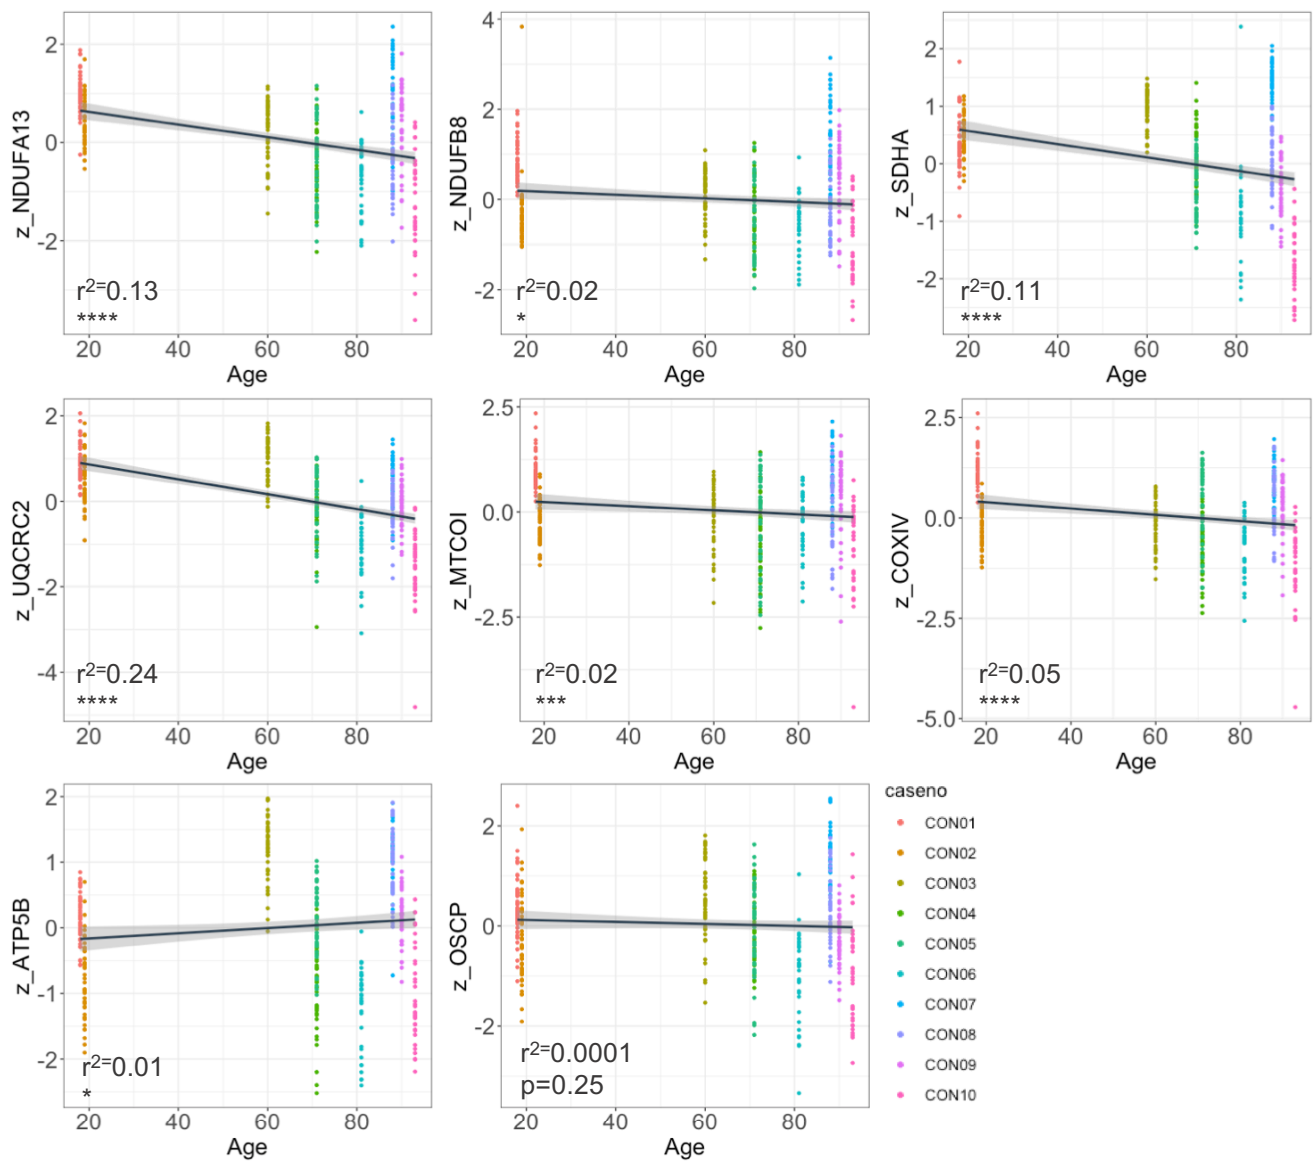 z_NDUFA13
2
0
-2
r²⁼0.13
****
20 40 60 80
Age
z_NDUFB8
4
2
0
-2
r²⁼0.02
*
20 40 60 80
Age
z_SDHA
2
1
0
-1
-2
r²⁼0.11
****
20 40 60 80
Age
z_UQCRC2
2
0
-2
-4
r²⁼0.24
****
20 40 60 80
Age
z_MTCOI
2.5
0.0
-2.5
r²⁼0.02
***
20 40 60 80
Age
z_COXIV
2.5
0.0
-2.5
-5.0
r²⁼0.05
****
20 40 60 80
Age
z_ATP5B
2
1
0
-1
-2
r²⁼0.01
*
20 40 60 80
Age
z_OSCP
2
0
-2
r²⁼0.0001
p=0.25
20 40 60 80
Age
caseno
CON01
CON02
CON03
CON04
CON05
CON06
CON07
CON08
CON09
CON10